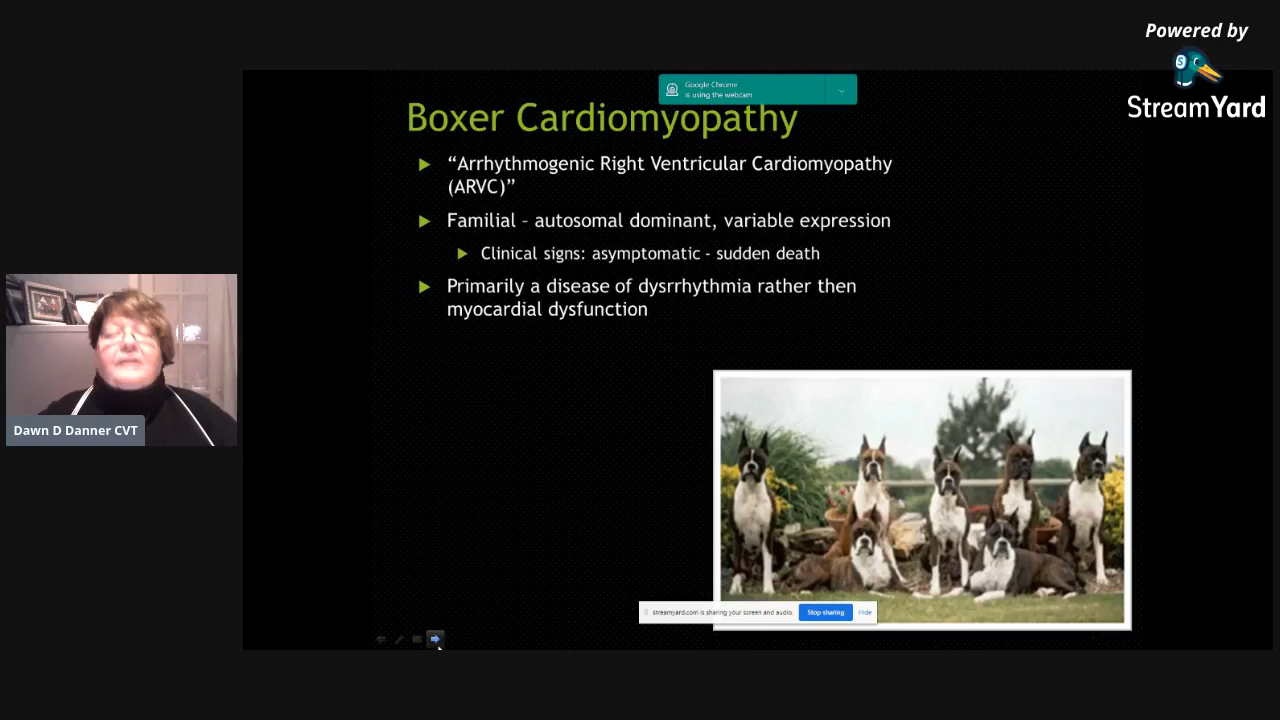 Powered by
StreamYard
Google Chrome
is using the webcam
Boxer Cardiomyopathy
“Arrhythmogenic Right Ventricular Cardiomyopathy
(ARVC)”
Familial – autosomal dominant, variable expression
Clinical signs: asymptomatic - sudden death
Primarily a disease of dysrrhythmia rather then
myocardial dysfunction
Dawn D Danner CVT
streamyard.com is sharing your screen and audio. Stop sharing Hide